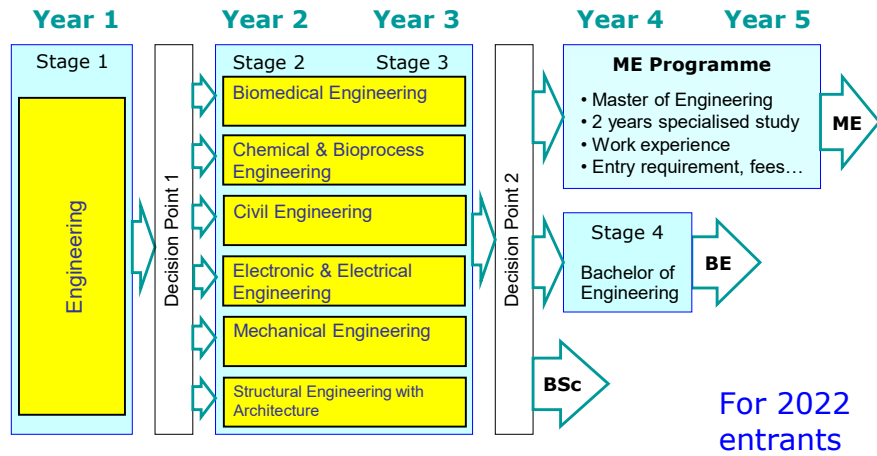 Year 1
Year 2
Year 3
Year 4
Year 5
Stage 1
Engineering
Decision Point 1
Stage 2
Stage 3
Biomedical Engineering
Chemical & Bioprocess
Engineering
Civil Engineering
Electronic & Electrical
Engineering
Mechanical Engineering
Structural Engineering with
Architecture
Decision Point 2
ME Programme
• Master of Engineering
• 2 years specialised study
• Work experience
• Entry requirement, fees…
ME
Stage 4
Bachelor of
Engineering
BE
BSc
For 2022
entrants